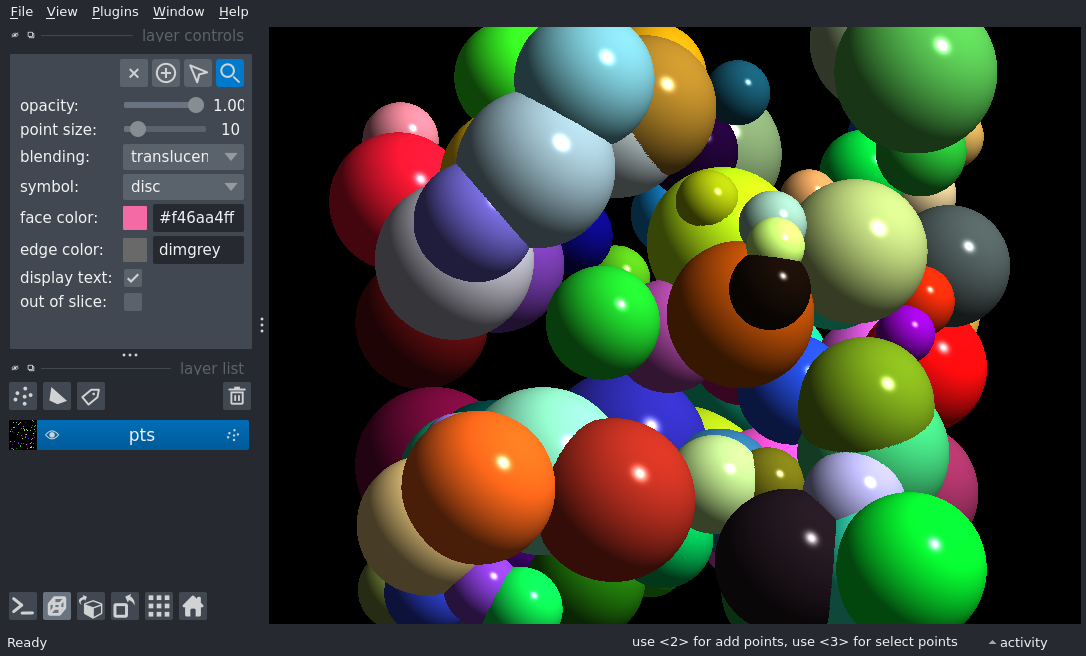 File View Plugins Window Help
layer controls
opacity: 1.00
point size: 10
blending: translucen
symbol: disc
face color: #f46aa4ff
edge color: dimgrey
display text:
out of slice:
layer list
pts
Ready use <2> for add points, use <3> for select points activity